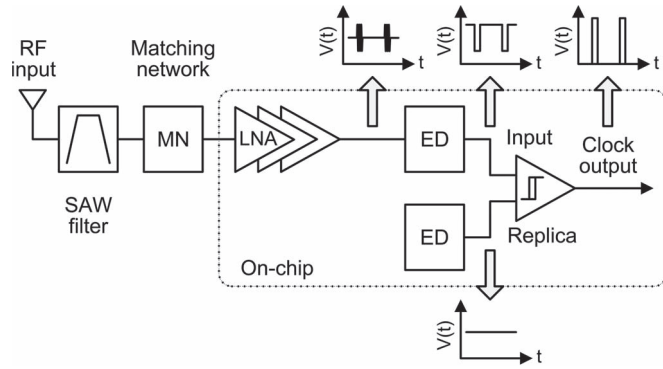 V(t)
t
V(t)
t
V(t)
t
RF
input
Matching
network
SAW
filter
MN
LNA
ED
Input
Clock
output
ED
Replica
On-chip
V(t)
t